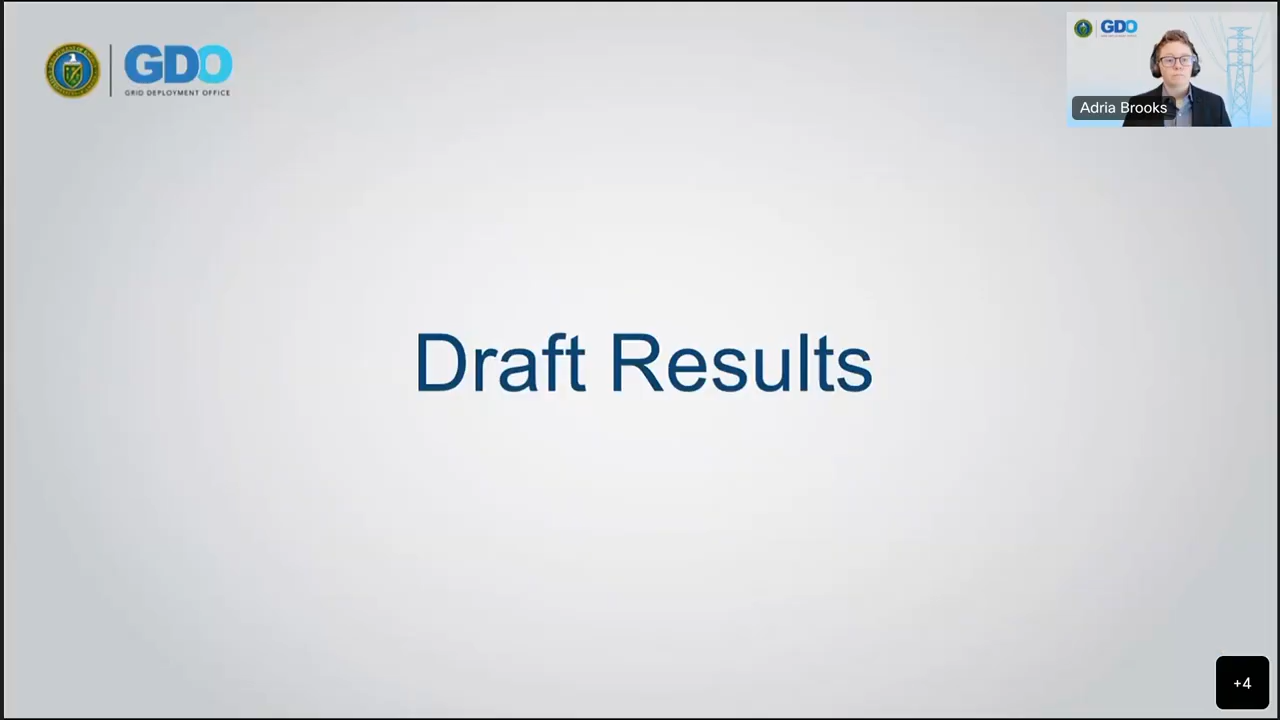 GDO
GRID DEPLOYMENT OFFICE
GDO
Adria Brooks
Draft Results
+4